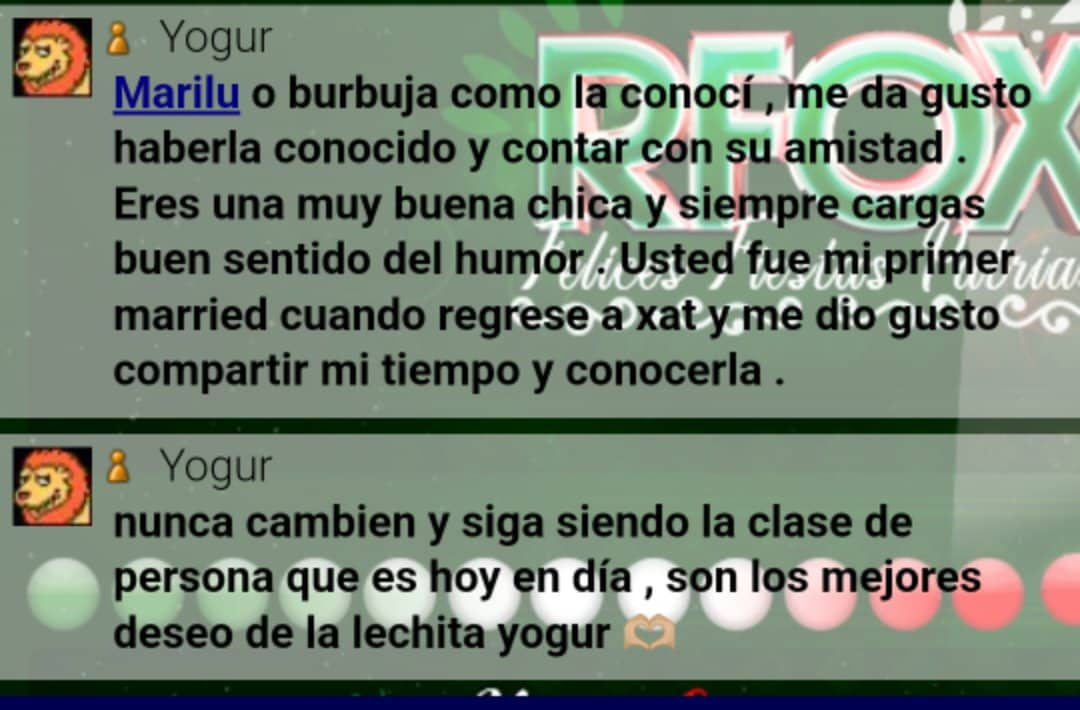 Yogur
Marilu o burbuja como la conocí , me da gusto
haberla conocido y contar con su amistad .
Eres una muy buena chica y siempre cargas
buen sentido del humor . Usted fue mi primer
married cuando regrese a xat y me dio gusto
compartir mi tiempo y conocerla .
RFOX
Felices Fiestas
Yogur
nunca cambien y siga siendo la clase de
persona que es hoy en día , son los mejores
deseo de la lechita yogur 🫶🏽